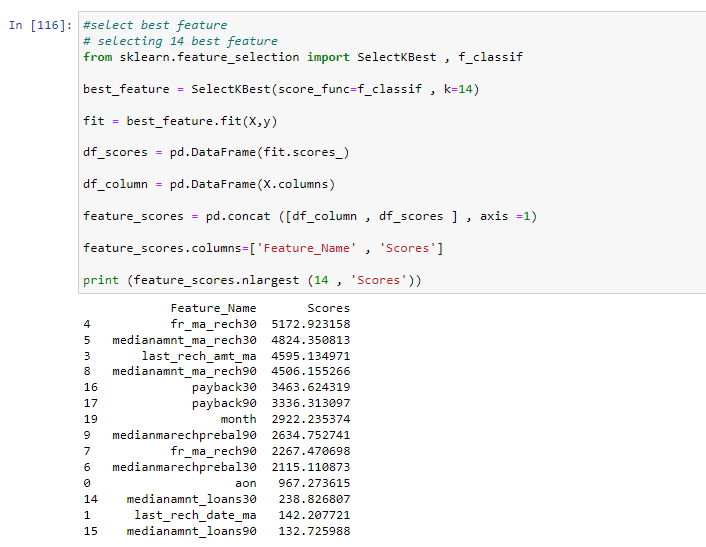 In [116]: #select best feature
# selecting 14 best feature
from sklearn.feature_selection import SelectKBest , f_classif
best_feature = SelectKBest(score_func=f_classif , k=14)
fit = best_feature.fit(X,y)
df_scores = pd.DataFrame(fit.scores_)
df_column = pd.DataFrame(X.columns)
feature_scores = pd.concat ([df_column , df_scores ] , axis =1)
feature_scores.columns=['Feature_Name' , 'Scores']
print (feature_scores.nlargest (14 , 'Scores'))
Feature_Name Scores
4 fr_ma_rech30 5172.923158
5 medianamnt_ma_rech30 4824.350813
3 last_rech_amt_ma 4595.134971
8 medianamnt_ma_rech90 4506.155266
16 payback30 3463.624319
17 payback90 3336.313097
19 month 2922.235374
9 medianmarechprebal90 2634.752741
7 fr_ma_rech90 2267.470698
6 medianmarechprebal30 2115.110873
0 aon 967.273615
14 medianamnt_loans30 238.826807
1 last_rech_date_ma 142.207721
15 medianamnt_loans90 132.725988